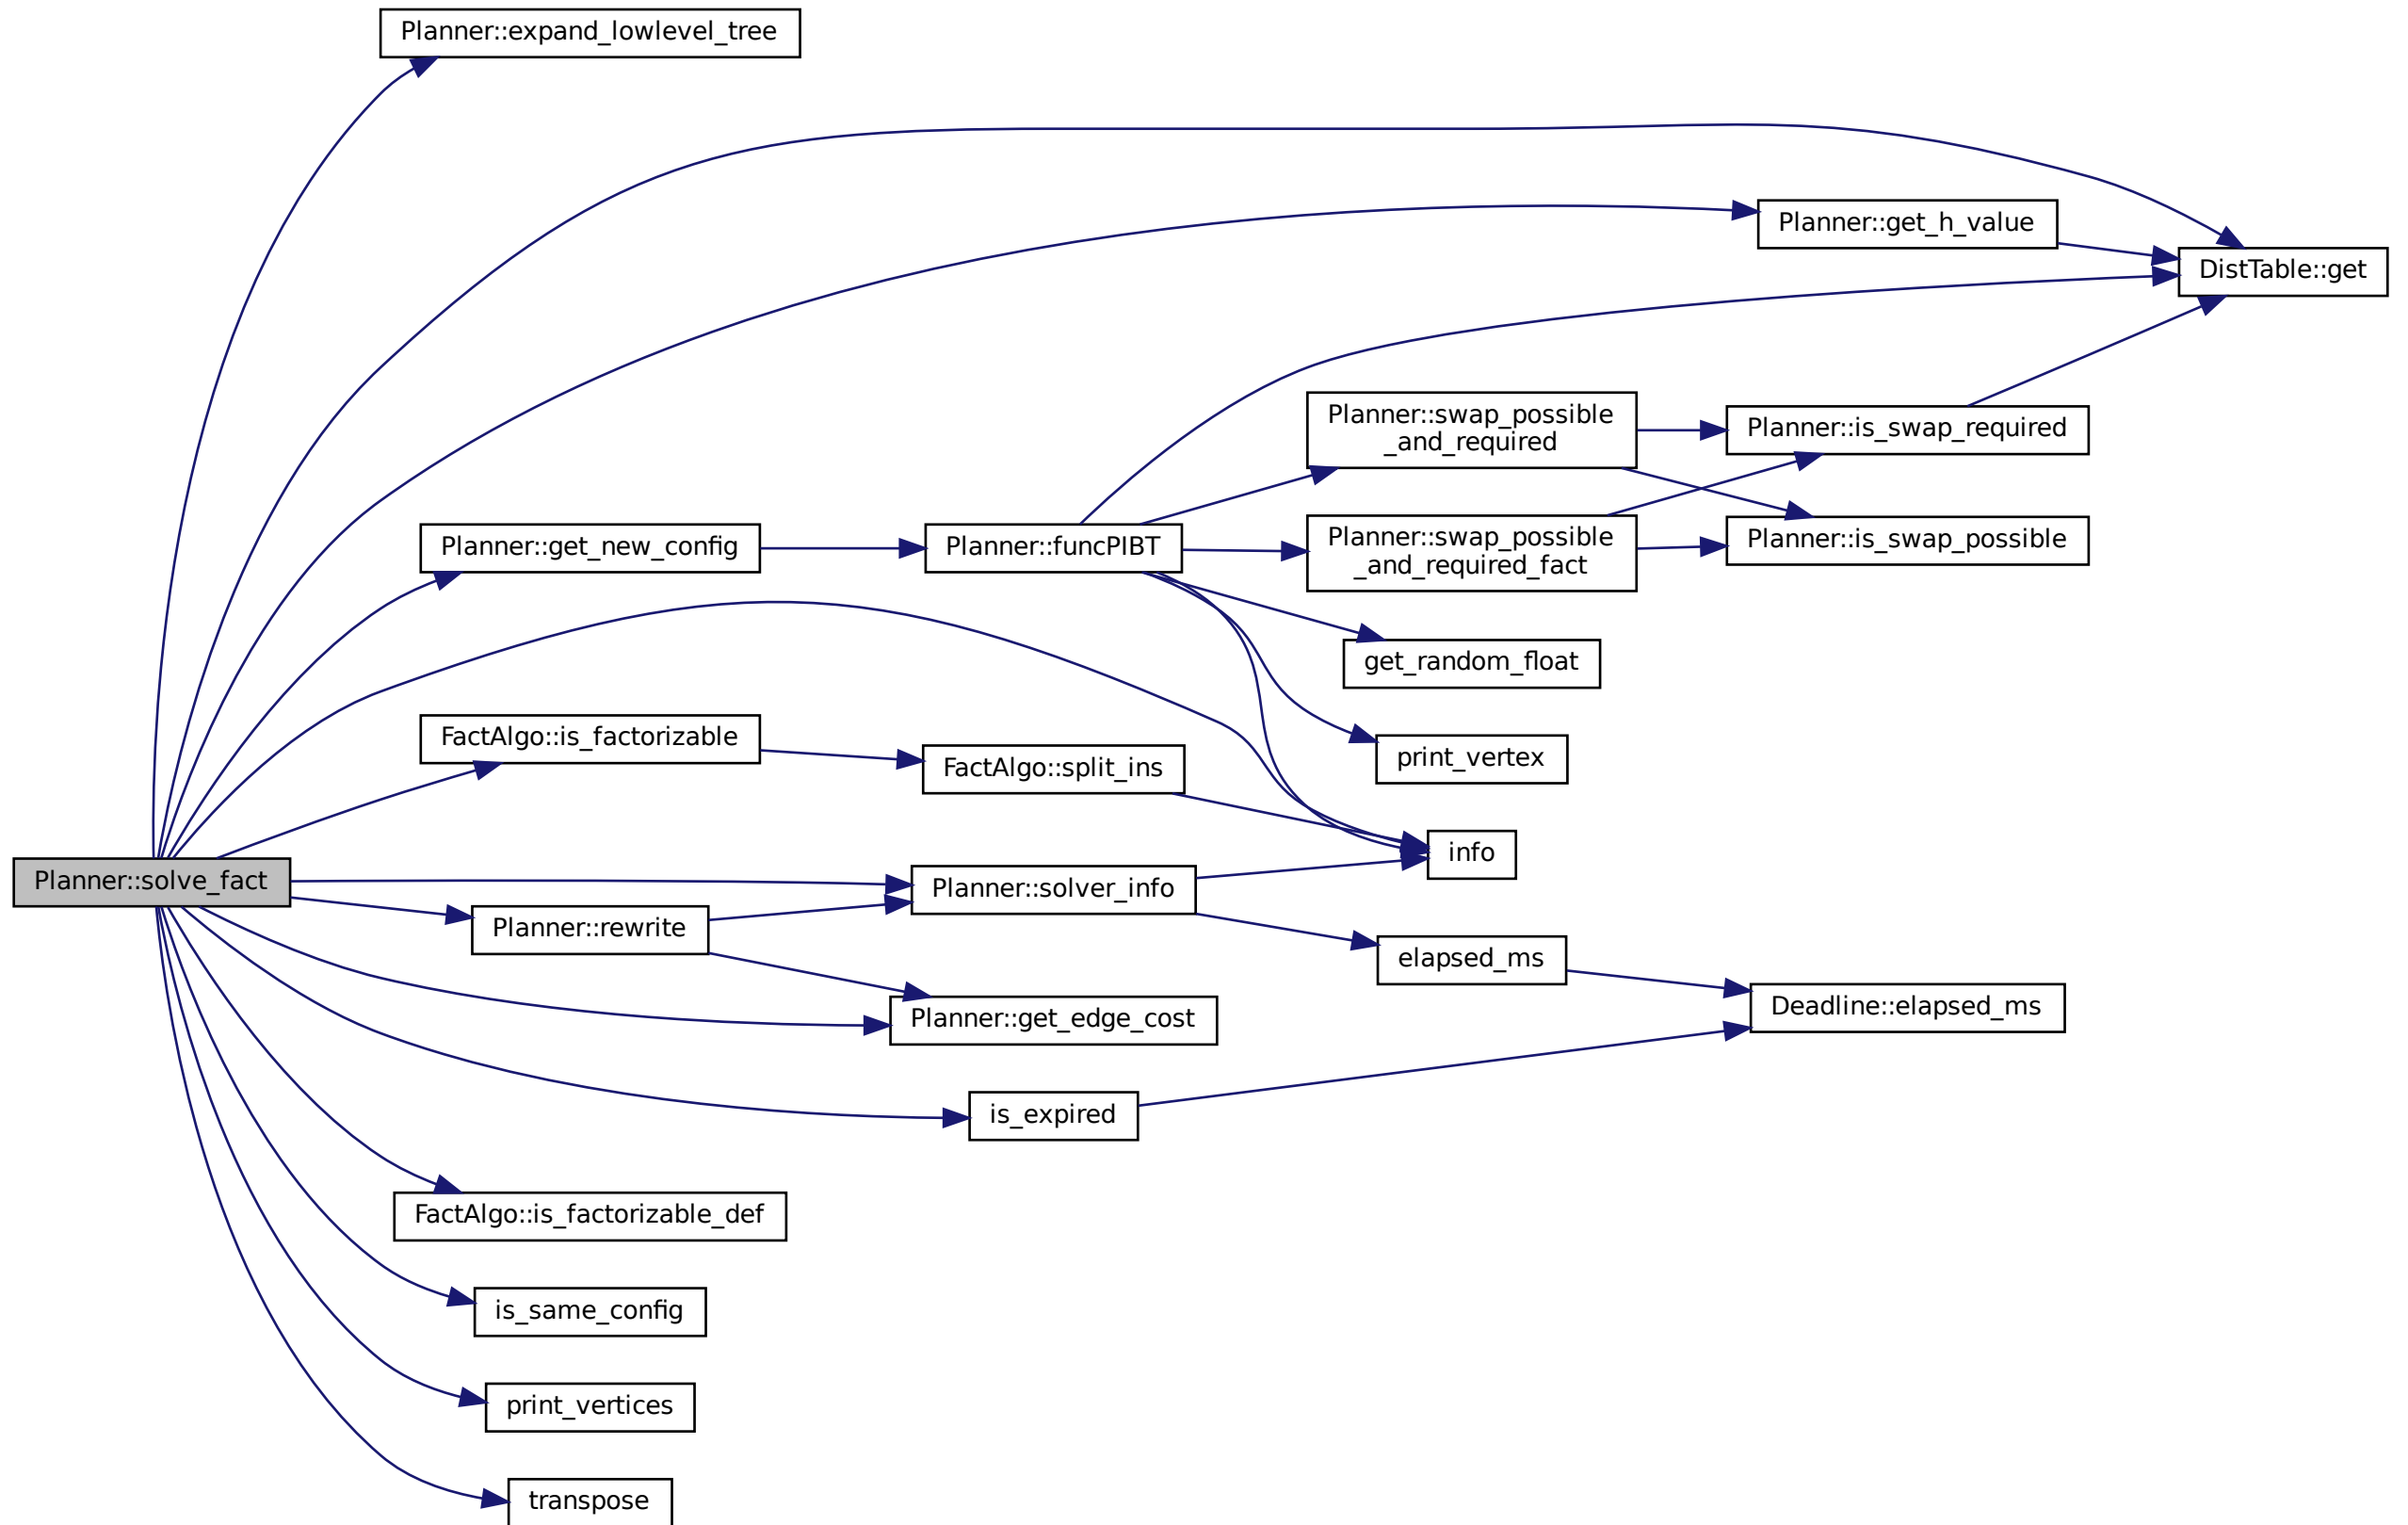 Planner::expand_lowlevel_tree
Planner::get_h_value
DistTable::get
Planner::swap_possible
_and_required
Planner::is_swap_required
Planner::get_new_config
Planner::funcPIBT
Planner::swap_possible
_and_required_fact
Planner::is_swap_possible
get_random_float
FactAlgo::is_factorizable
FactAlgo::split_ins
print_vertex
info
Planner::solve_fact
Planner::solver_info
Planner::rewrite
elapsed_ms
Planner::get_edge_cost
Deadline::elapsed_ms
is_expired
FactAlgo::is_factorizable_def
is_same_config
print_vertices
transpose